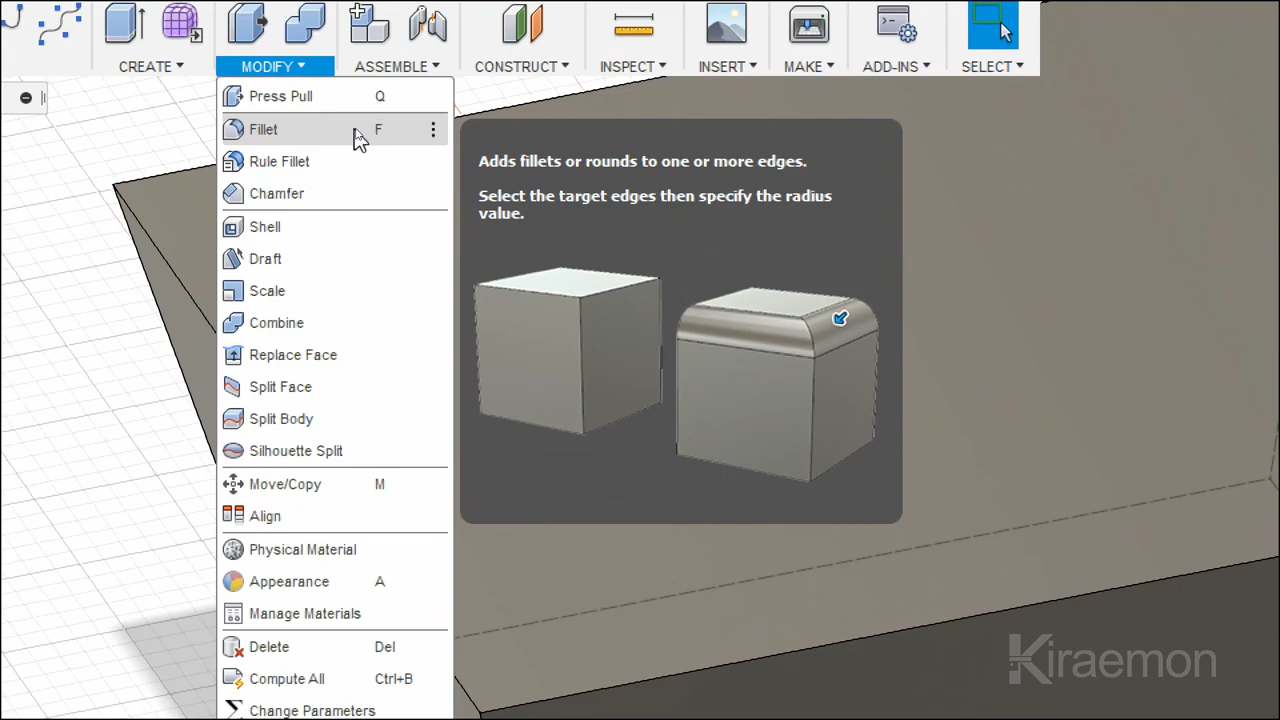 CREATE MODIFY ASSEMBLE CONSTRUCT INSPECT INSERT MAKE ADD-INS SELECT
Press Pull Q
Fillet F
Rule Fillet
Chamfer
Shell
Draft
Scale
Combine
Replace Face
Split Face
Split Body
Silhouette Split
Move/Copy M
Align
Physical Material
Appearance A
Manage Materials
Delete Del
Compute All Ctrl+B
Change Parameters
Adds fillets or rounds to one or more edges.
Select the target edges then specify the radius
value.
Kiraemon